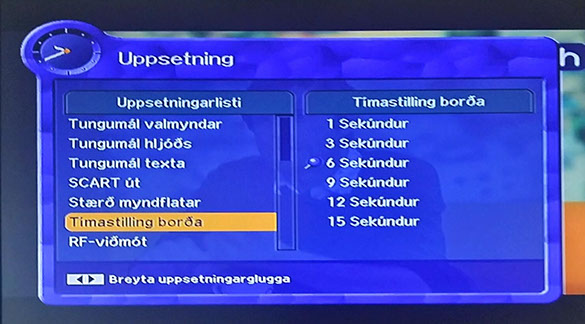 Uppsetning
Uppsetningarlisti
Tungumál valmyndar
Tungumál hljóðs
Tungumál texta
SCART út
Stærð myndflatar
Tímastilling borða
RF-viðmót
Tímastilling borða
1 Sekúndur
3 Sekúndur
6 Sekúndur
9 Sekúndur
12 Sekúndur
15 Sekúndur
Breyta uppsetningarglugga
h